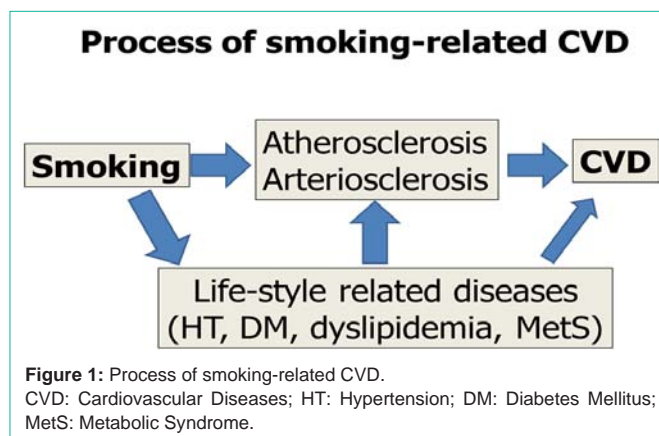 Process of smoking-related CVD
Smoking
Atherosclerosis
Arteriosclerosis
CVD
Life-style related diseases
(HT, DM, dyslipidemia, MetS)
Figure 1: Process of smoking-related CVD.
CVD: Cardiovascular Diseases; HT: Hypertension; DM: Diabetes Mellitus;
MetS: Metabolic Syndrome.